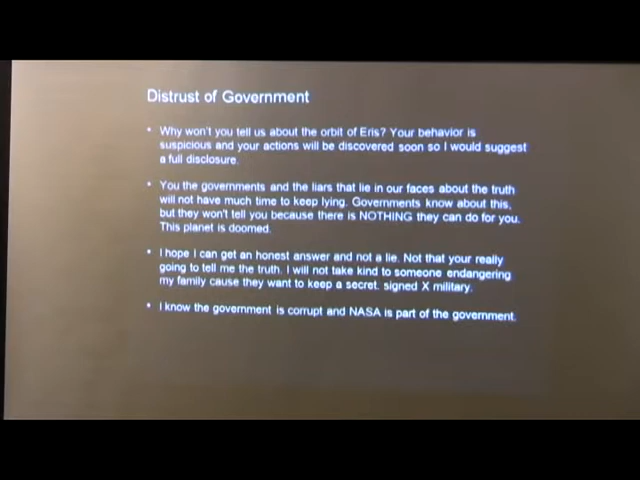 Distrust of Government
• Why won't you tell us about the orbit of Eris? Your behavior is
suspicious and your actions will be discovered soon so I would suggest
a full disclosure.
• You the governments and the liars that lie in our faces about the truth
will not have much time to keep lying. Governments know about this,
but they won't tell you because there is NOTHING they can do for you.
This planet is doomed.
• I hope I can get an honest answer and not a lie. Not that your really
going to tell me the truth. I will not take kind to someone endangering
my family cause they want to keep a secret. signed X military.
• I know the government is corrupt and NASA is part of the government.